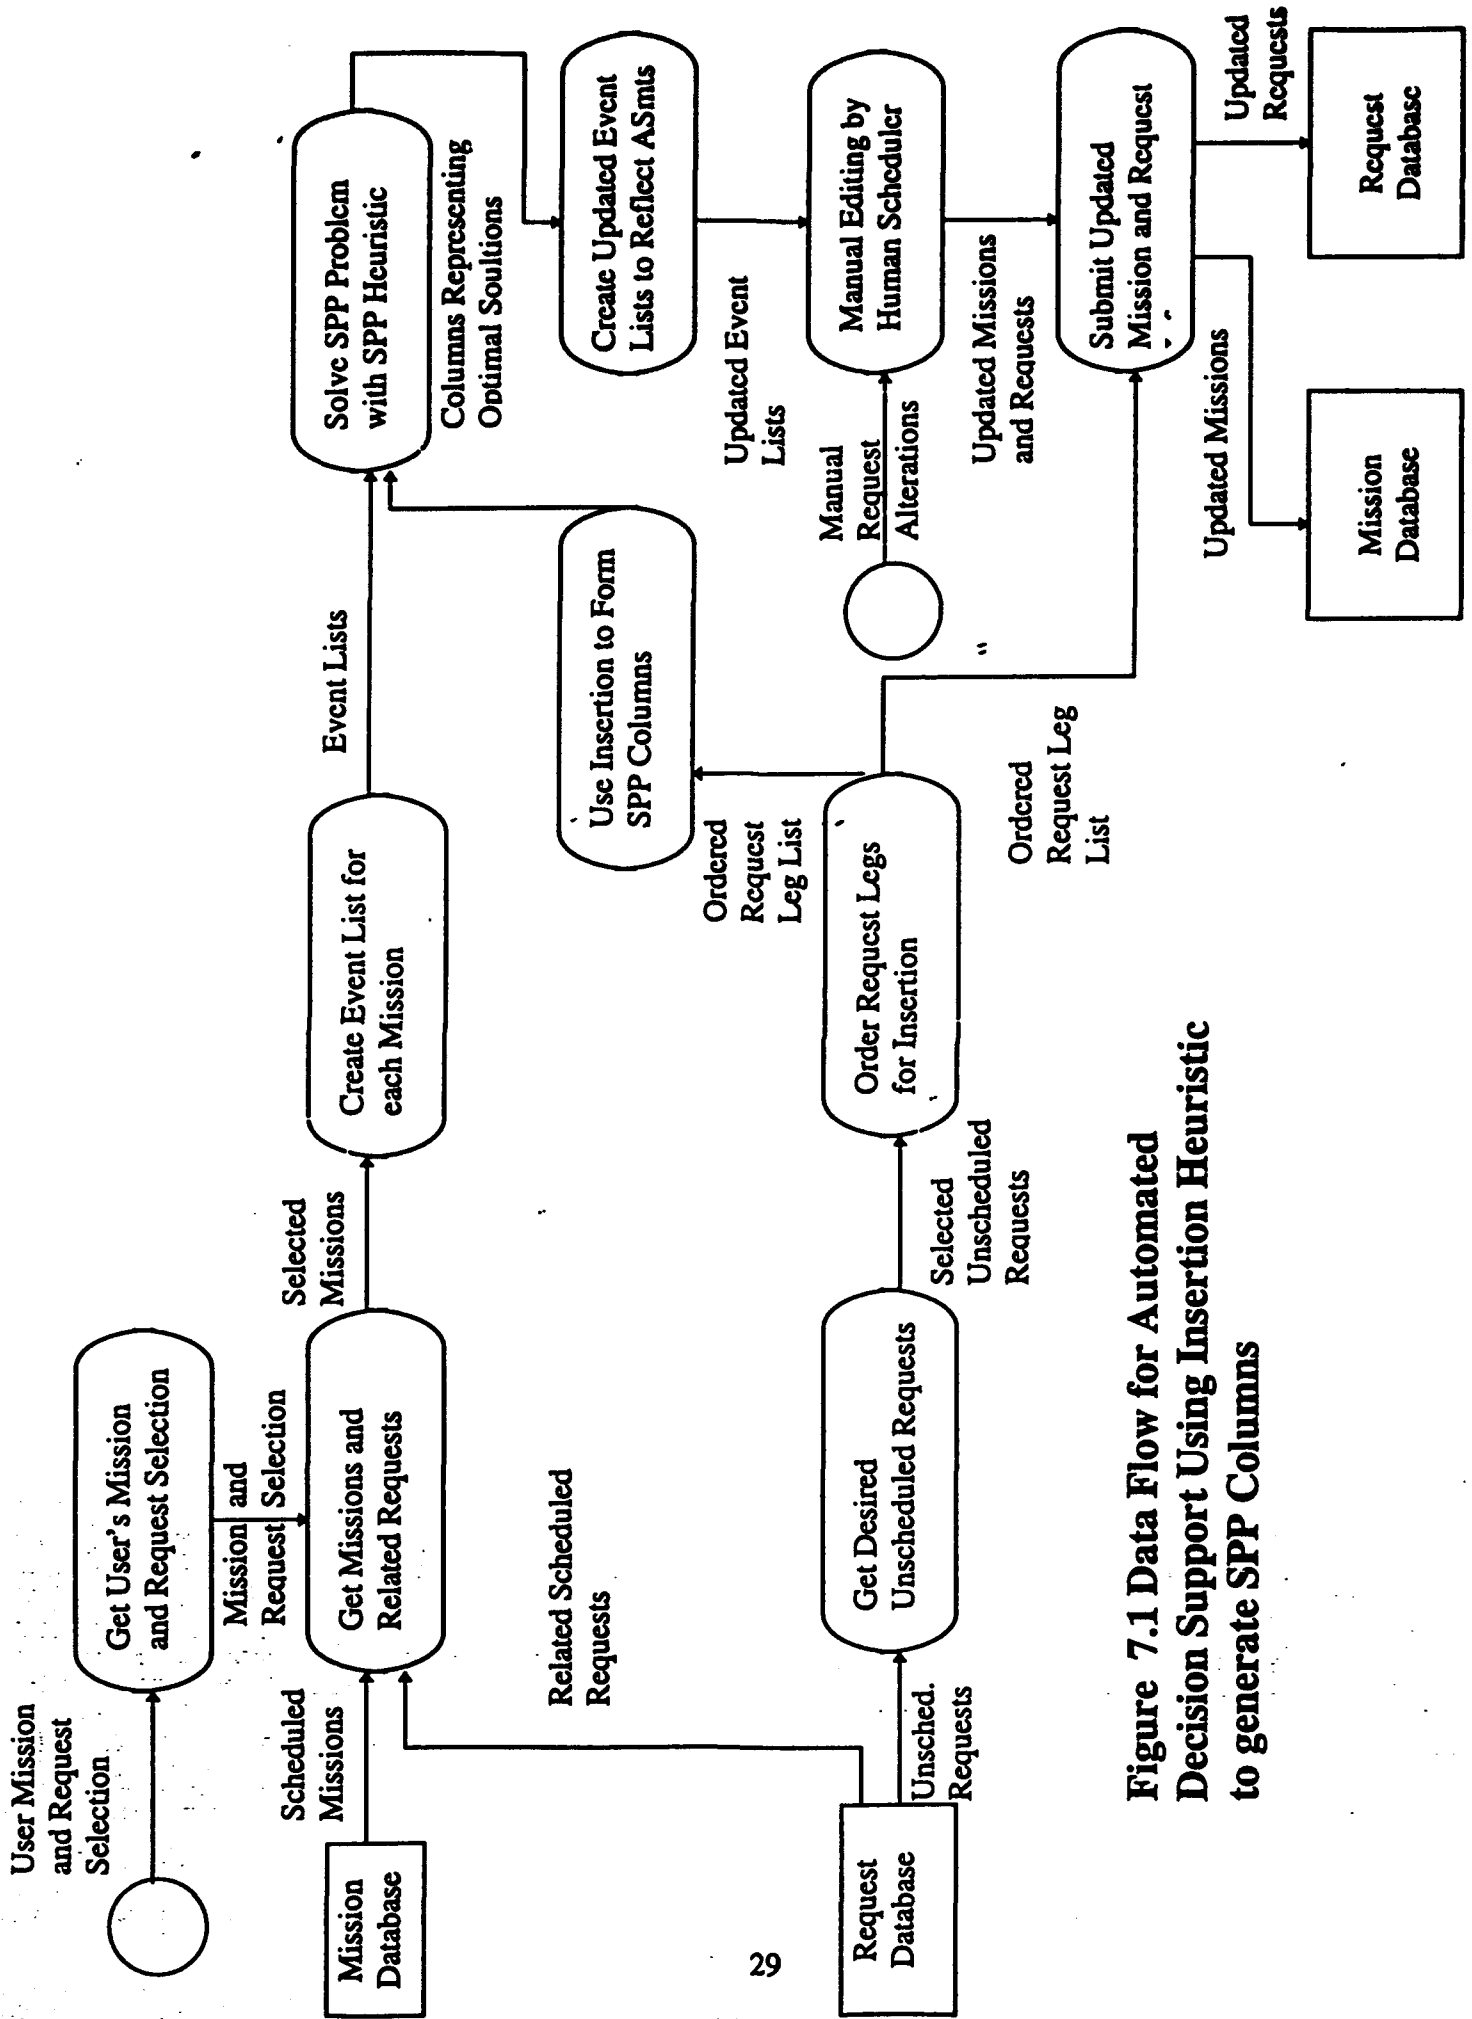 User Mission
and Request
Selection
Get User's Mission
and Request Selection
Mission and
Request Selection
Mission
Database
Scheduled
Missions
Get Missions and
Related Requests
Selected
Missions
Create Event List for
each Mission
Event Lists
Solve SPP Problem
with SPP Heuristic
Columns Representing
Optimal Soultions
Related Scheduled
Requests
Use Insertion to Form
SPP Columns
Create Updated Event
Lists to Reflect ASmts
Ordered
Request
Leg List
Updated Event
Lists
Request
Database
Unsched.
Requests
Get Desired
Unscheduled Requests
Selected
Unscheduled
Requests
Order Request Legs
for Insertion
Manual
Request
Alterations
Manual Editing by
Human Scheduler
Ordered
Request Leg
List
Updated Missions
and Requests
Submit Updated
Mission and Request
Updated Missions
Updated
Requests
Mission
Database
Request
Database
Figure 7.1 Data Flow for Automated
Decision Support Using Insertion Heuristic
to generate SPP Columns
29